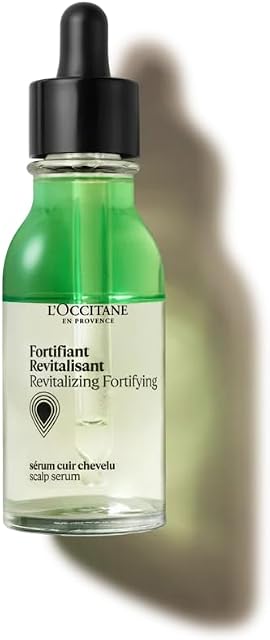 L'OCCITANE
EN PROVENCE
Fortifiant
Revitalisant
Revitalizing Fortifying
sérum cuir chevelu
scalp serum